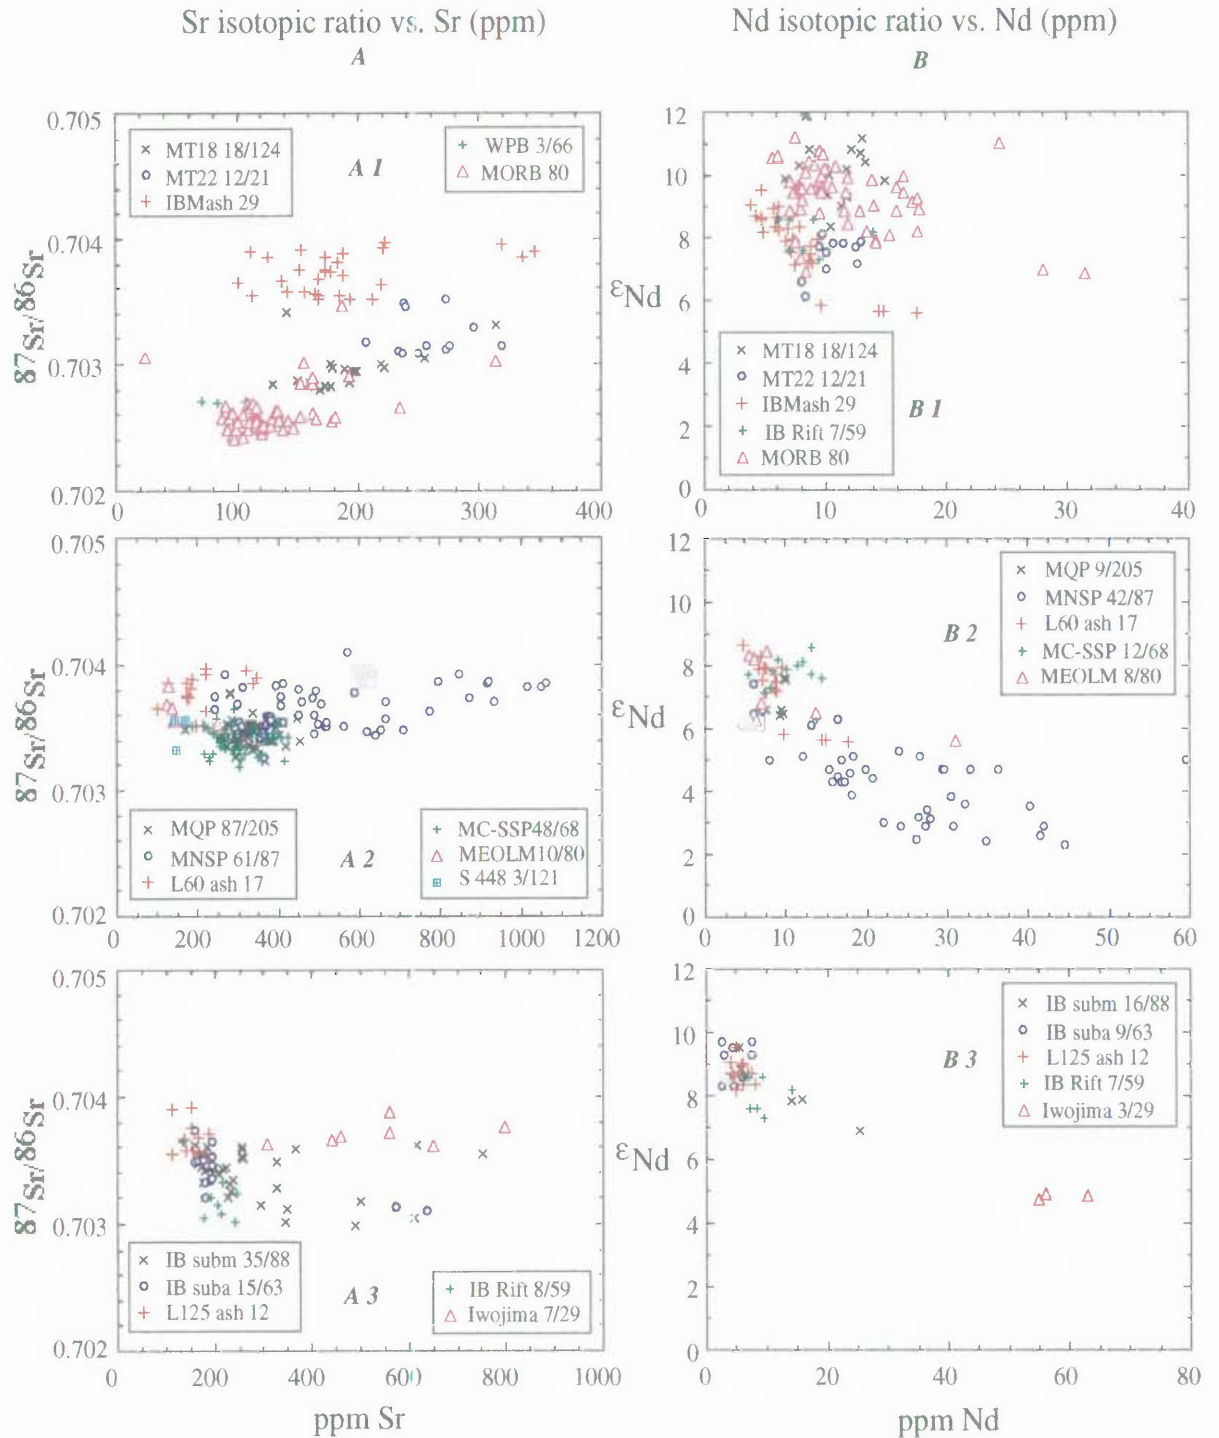 Sr isotopic ratio vs. Sr (ppm)
A
Nd isotopic ratio vs. Nd (ppm)
B
87Sr/86Sr
0.705
0.704
0.703
0.702
0 100 200 300 400
MT18 18/124
MT22 12/21
IBMash 29
A 1
WPB 3/66
MORB 80
εNd
12
10
8
6
4
2
0
0 10 20 30 40
MT18 18/124
MT22 12/21
IBMash 29
IB Rift 7/59
MORB 80
B 1
87Sr/86Sr
0.705
0.704
0.703
0.702
0 200 400 600 800 1000 1200
MQP 87/205
MNSP 61/87
L60 ash 17
A 2
MC-SSP48/68
MEOLM10/80
S 448 3/121
εNd
12
10
8
6
4
2
0
0 10 20 30 40 50 60
B 2
MQP 9/205
MNSP 42/87
L60 ash 17
MC-SSP 12/68
MEOLM 8/80
87Sr/86Sr
0.705
0.704
0.703
0.702
0 200 400 600 800 1000
ppm Sr
IB subm 35/88
IB suba 15/63
L125 ash 12
A 3
IB Rift 8/59
Iwojima 7/29
εNd
12
10
8
6
4
2
0
0 20 40 60 80
ppm Nd
B 3
IB subm 16/88
IB suba 9/63
L125 ash 12
IB Rift 7/59
Iwojima 3/29